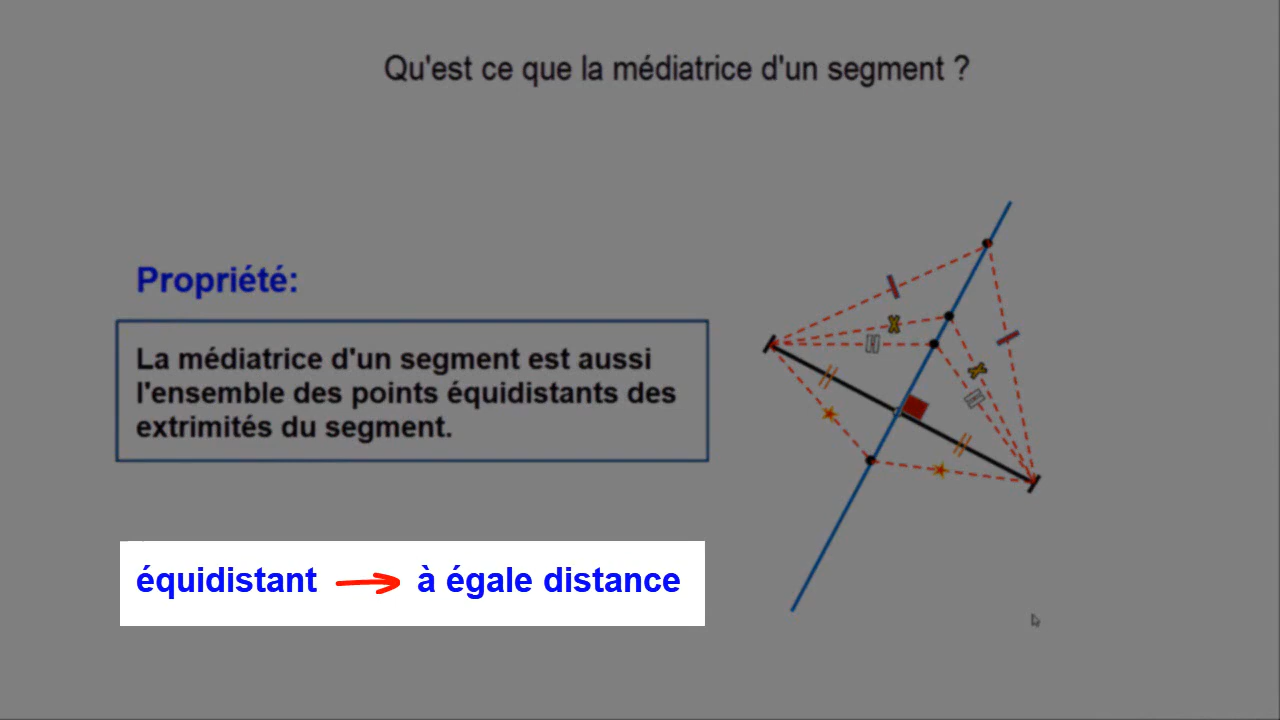 Qu'est ce que la médiatrice d'un segment ?
Propriété:
La médiatrice d'un segment est aussi
l'ensemble des points équidistants des
extrimités du segment.
équidistant → à égale distance